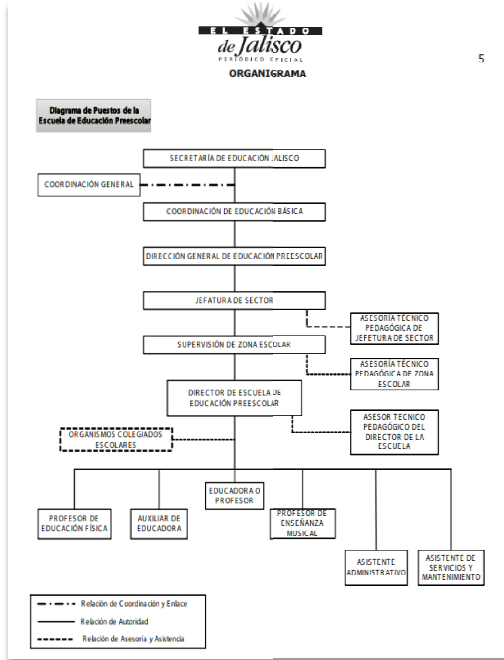 EL ESTADO
de Jalisco
PERIÓDICO OFICIAL
ORGANIGRAMA
5
Diagrama de Puestos de la
Escuela de Educación Preescolar
SECRETARÍA DE EDUCACIÓN JALISCO
COORDINACIÓN GENERAL
COORDINACIÓN DE EDUCACIÓN BÁSICA
DIRECCIÓN GENERAL DE EDUCACIÓN PREESCOLAR
JEFATURA DE SECTOR
ASESORÍA TÉCNICO
PEDAGÓGICA DE
JEFETURA DE SECTOR
SUPERVISIÓN DE ZONA ESCOLAR
ASESORÍA TÉCNICO
PEDAGÓGICA DE ZONA
ESCOLAR
DIRECTOR DE ESCUELA DE
EDUCACIÓN PREESCOLAR
ASESOR TECNICO
PEDAGÓGICO DEL
DIRECTOR DE LA
ESCUELA
ORGANISMOS COLEGIADOS
ESCOLARES
EDUCADORA O
PROFESOR
PROFESOR DE
EDUCACIÓN FÍSICA
AUXILIAR DE
EDUCADORA
PROFESOR DE
ENSEÑANZA
MUSICAL
ASISTENTE
ADMINISTRATIVO
ASISTENTE DE
SERVICIOS Y
MANTENIMIENTO
Relación de Coordinación y Enlace
Relación de Autoridad
Relación de Asesoría y Asistencia